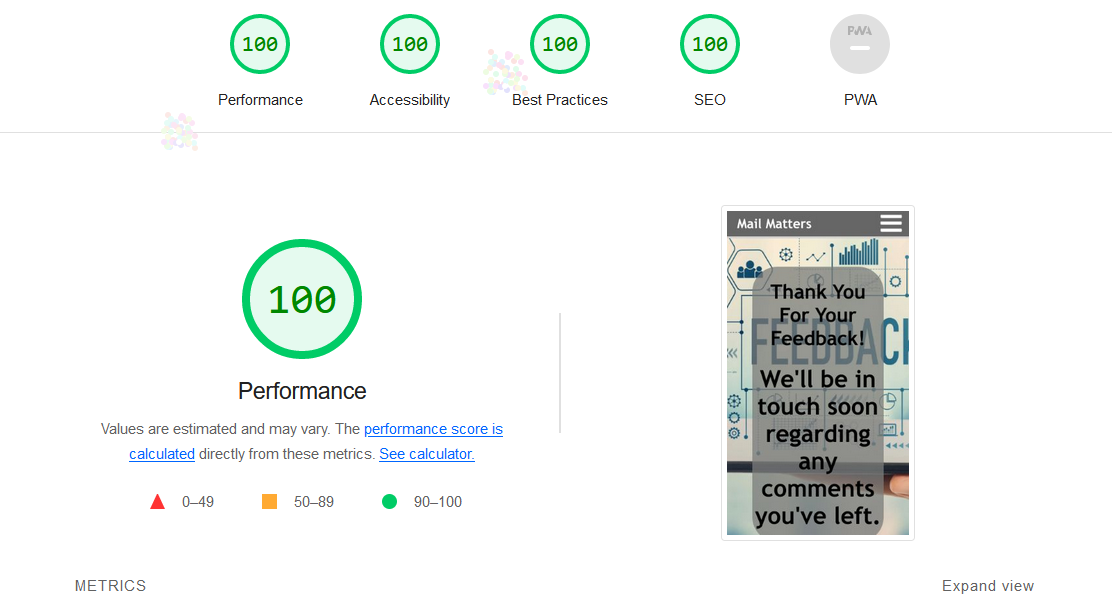 100
100
100
100
PWA
Performance
Accessibility
Best Practices
SEO
PWA
100
Performance
Values are estimated and may vary. The performance score is
calculated directly from these metrics. See calculator.
0–49
50–89
90–100
Mail Matters
FEEDBACK
Thank You
For Your
Feedback!
We'll be in
touch soon
regarding
any
comments
you've left.
METRICS
Expand view